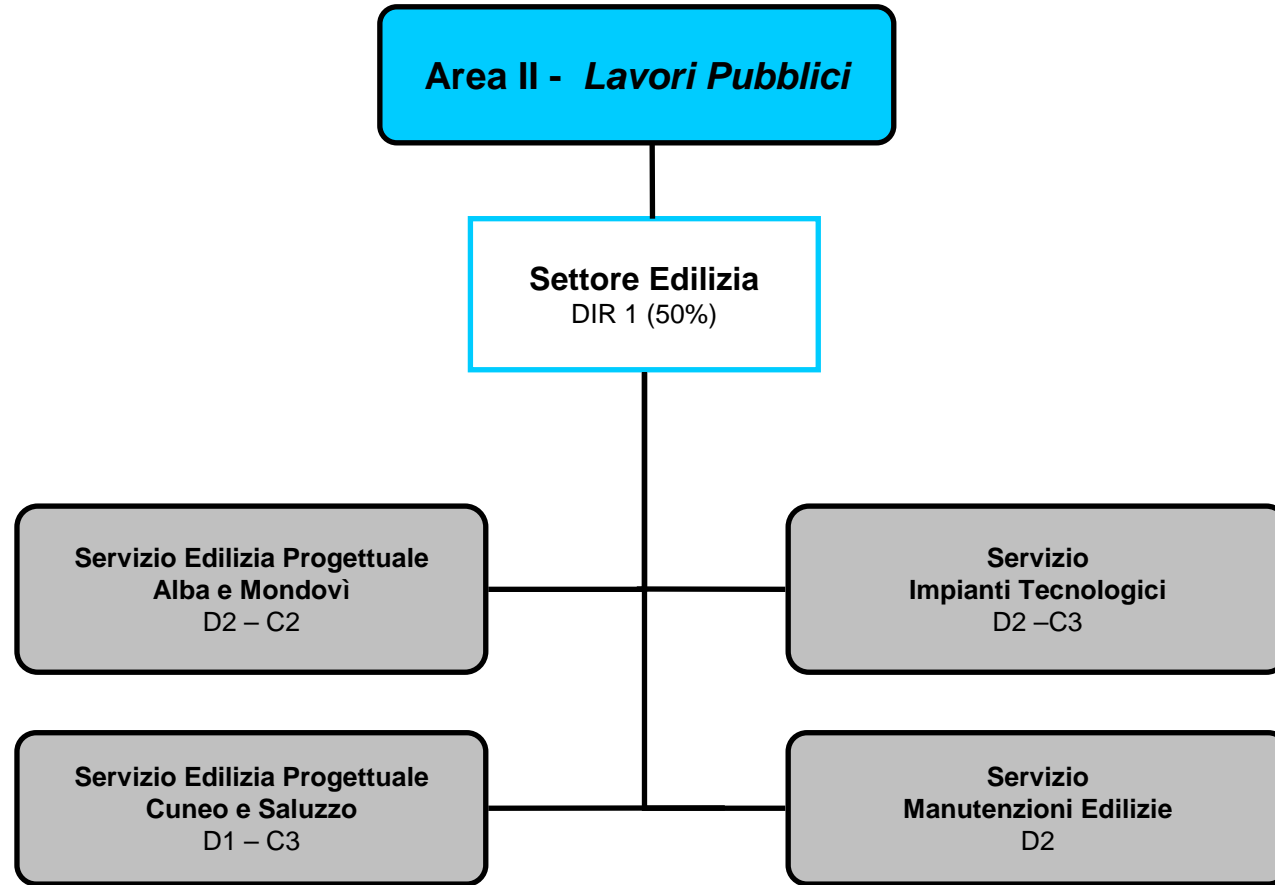 Area II - Lavori Pubblici
Settore Edilizia
DIR 1 (50%)
Servizio Edilizia Progettuale
Alba e Mondovì
D2 – C2
Servizio
Impianti Tecnologici
D2 –C3
Servizio Edilizia Progettuale
Cuneo e Saluzzo
D1 – C3
Servizio
Manutenzioni Edilizie
D2